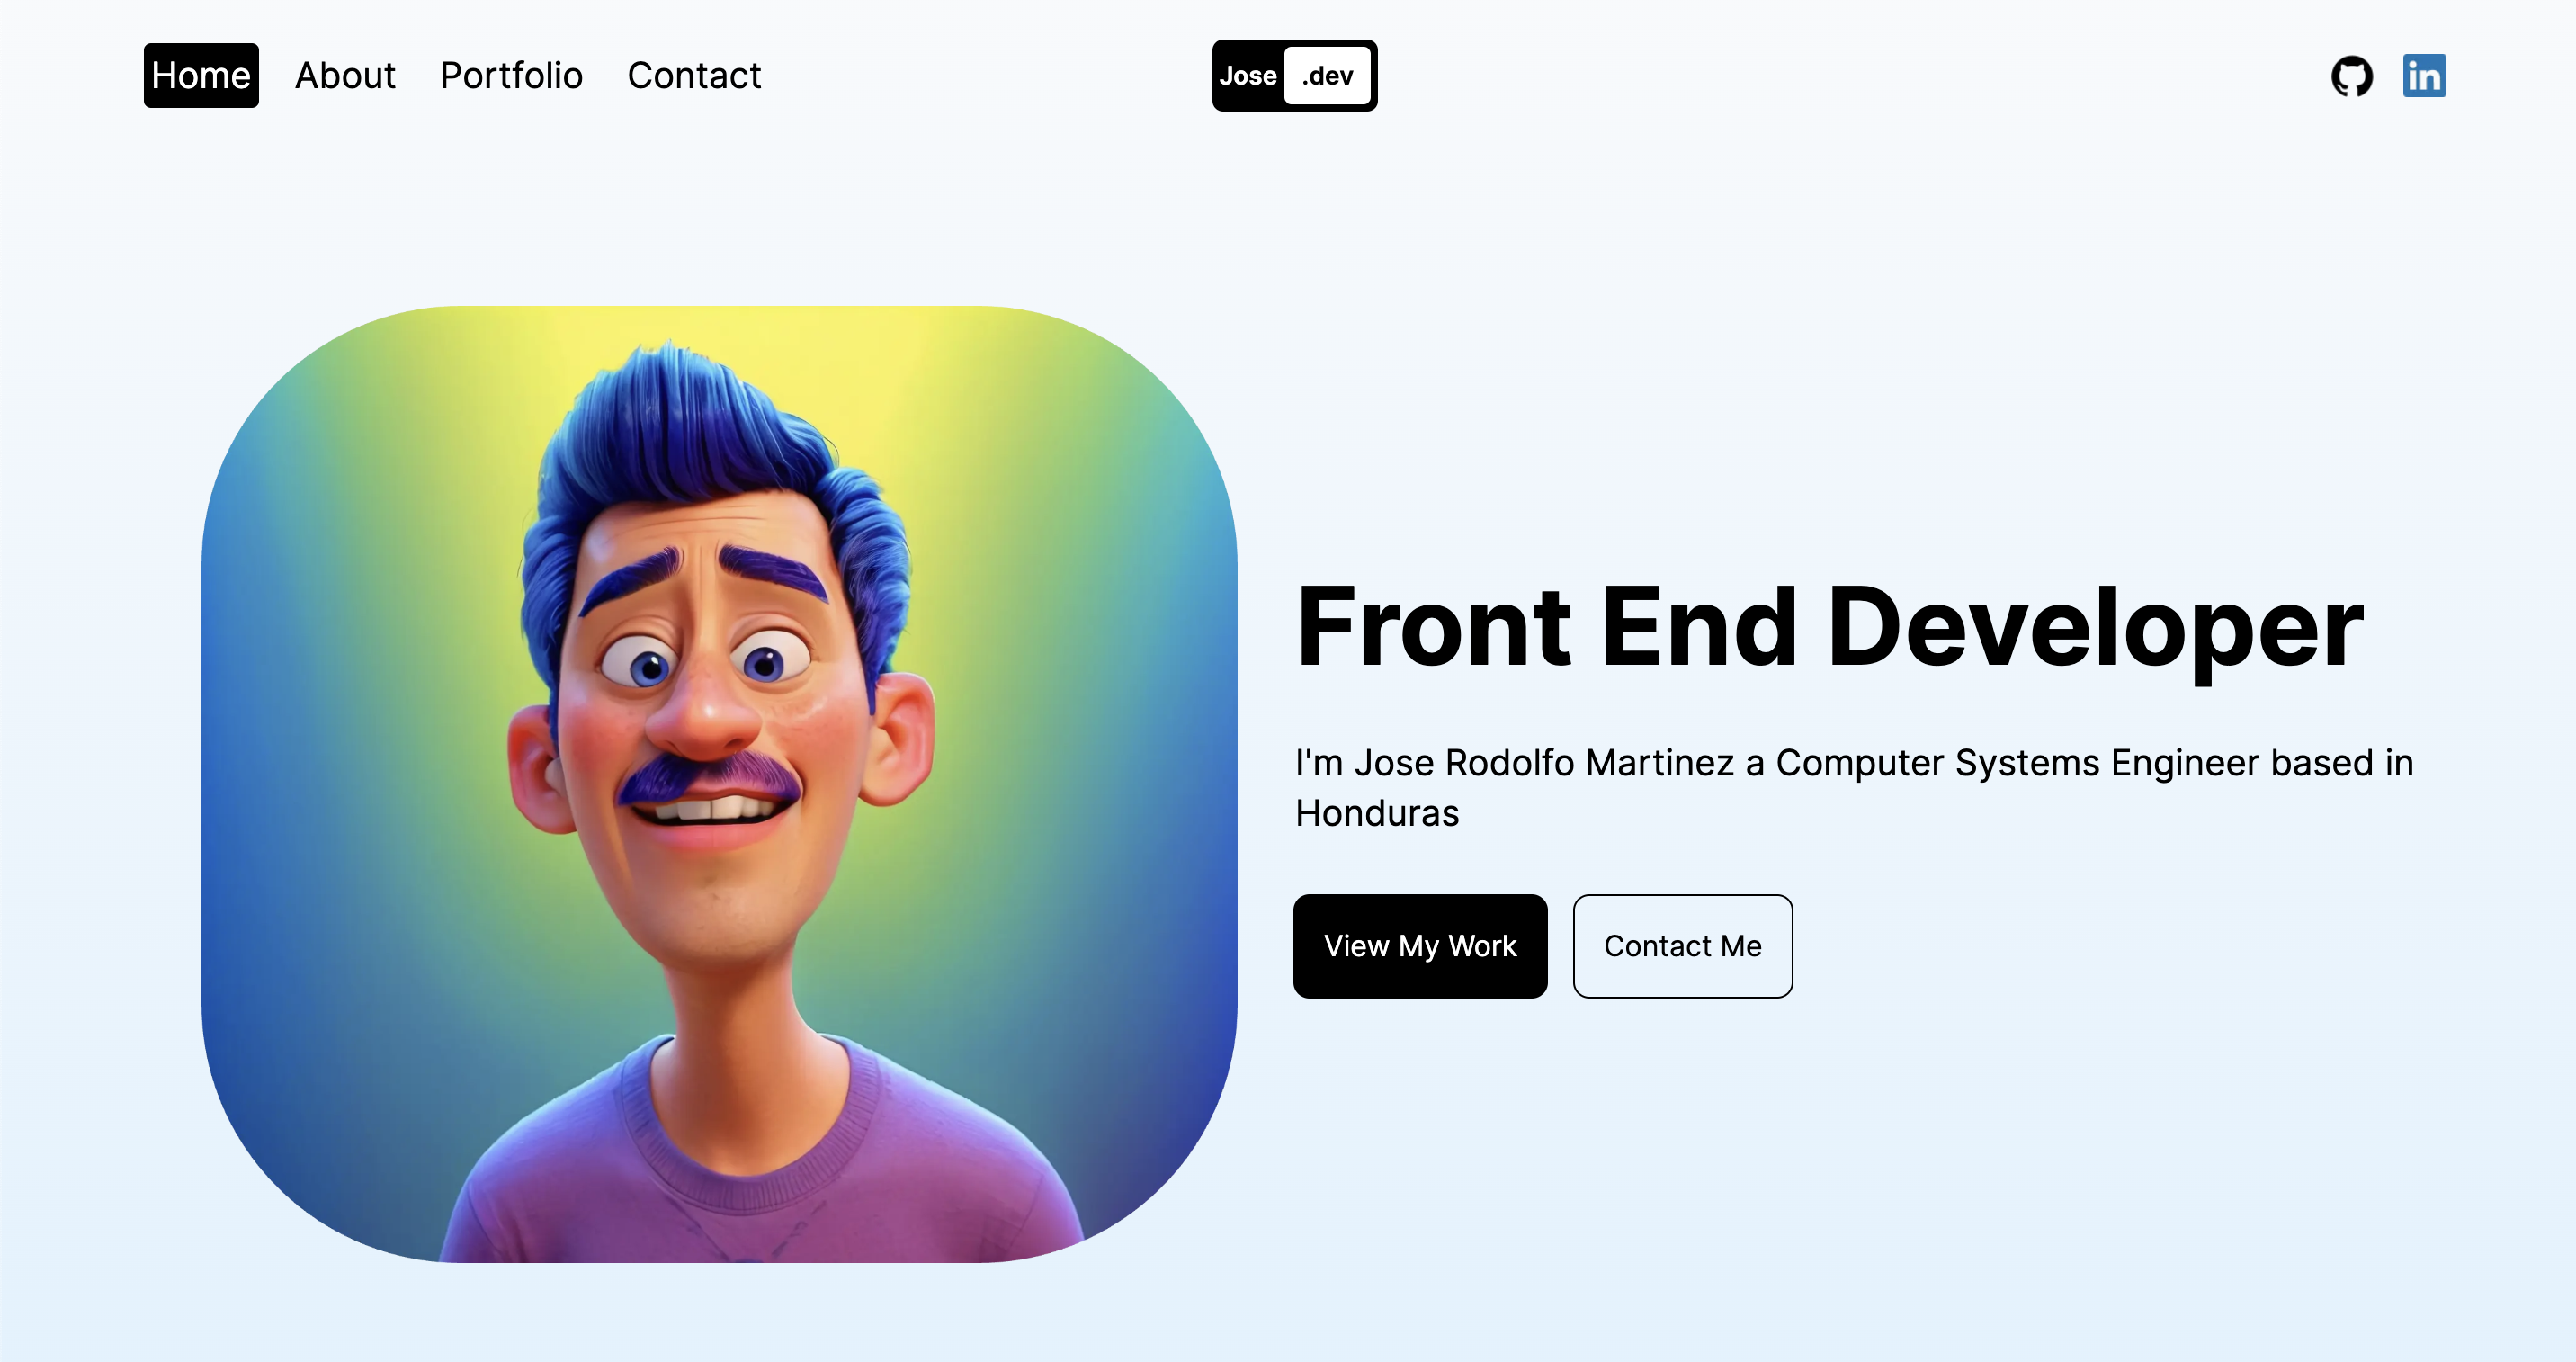 Home About Portfolio Contact
Jose .dev
in
Front End Developer
I'm Jose Rodolfo Martinez a Computer Systems Engineer based in
Honduras
View My Work
Contact Me